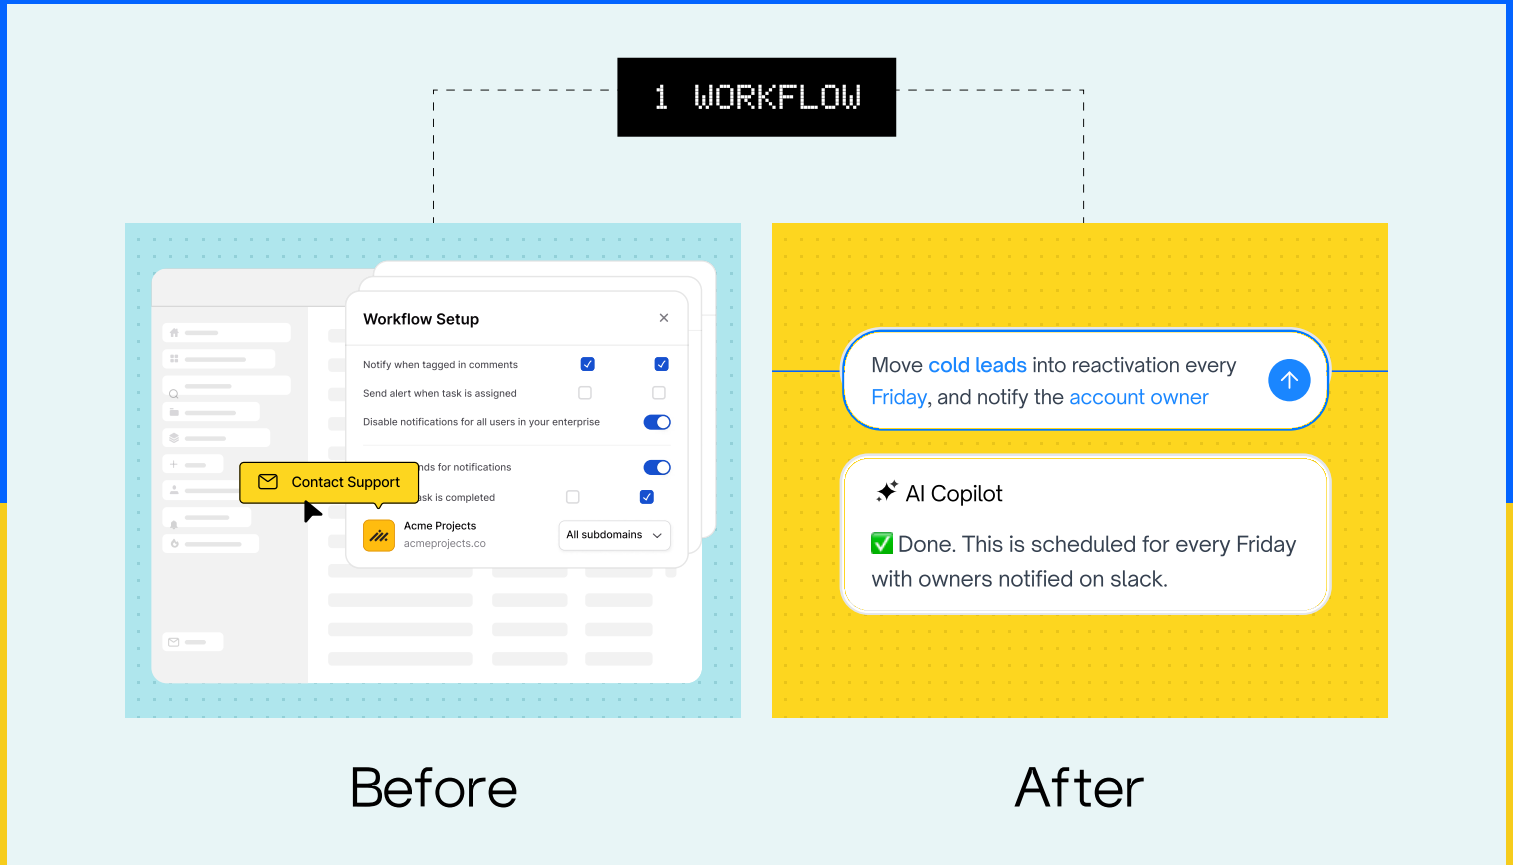 1 WORKFLOW
Workflow Setup
Notify when tagged in comments
Send alert when task is assigned
Disable notifications for all users in your enterprise
for notifications
Contact Support
is completed
Acme Projects
acmeprojects.co
All subdomains
Move cold leads into reactivation every
Friday, and notify the account owner
AI Copilot
✅ Done. This is scheduled for every Friday
with owners notified on slack.
Before
After